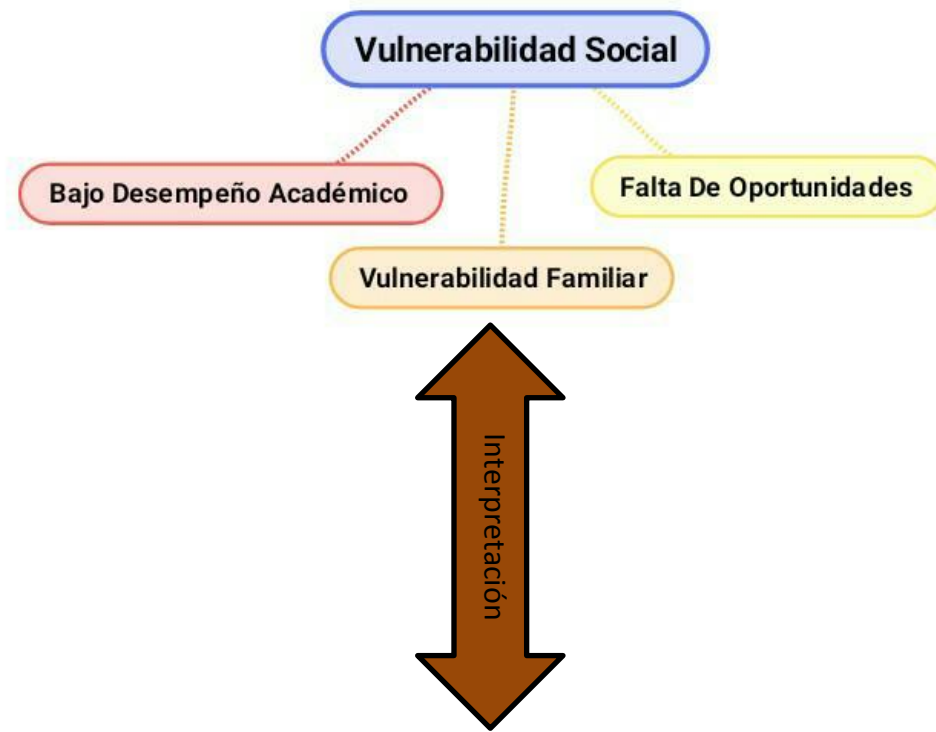 Vulnerabilidad Social
Bajo Desempeño Académico
Falta De Oportunidades
Vulnerabilidad Familiar
Interpretación